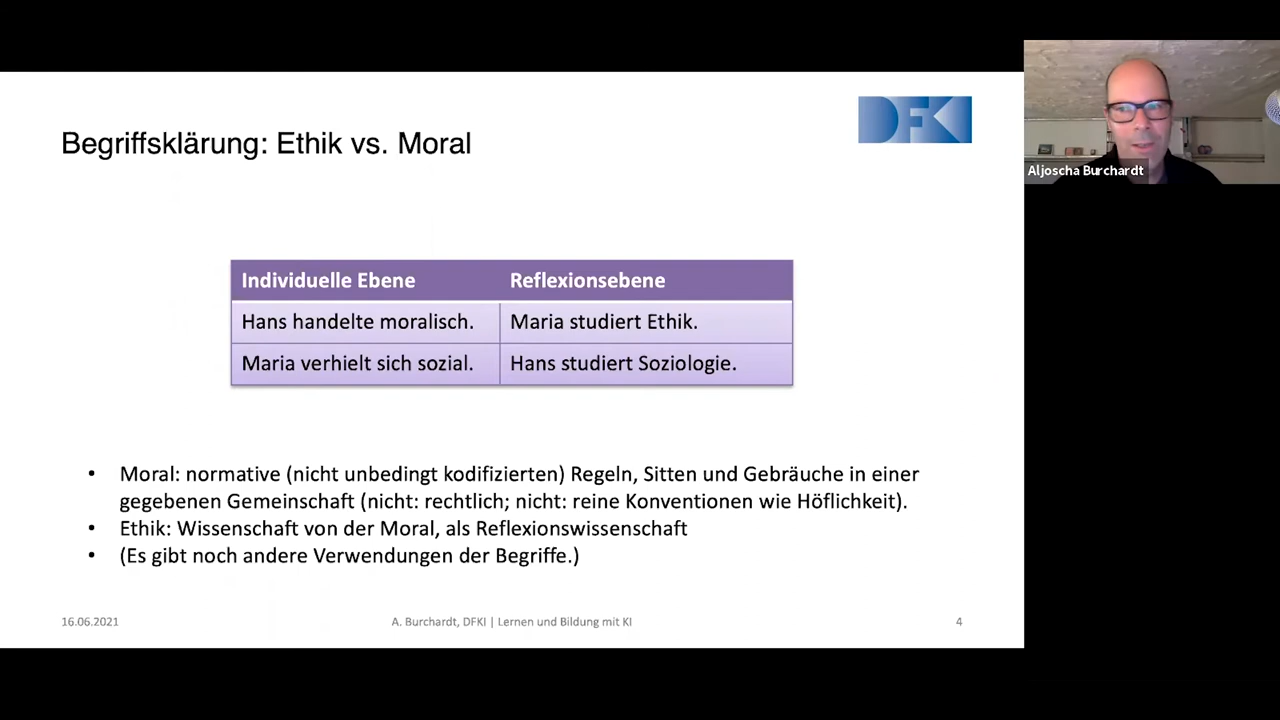 DFKI
Begriffsklärung: Ethik vs. Moral
Aljoscha Burchardt
Individuelle Ebene Reflexionsebene
Hans handelte moralisch. Maria studiert Ethik.
Maria verhielt sich sozial. Hans studiert Soziologie.
• Moral: normative (nicht unbedingt kodifizierten) Regeln, Sitten und Gebräuche in einer
gegebenen Gemeinschaft (nicht: rechtlich; nicht: reine Konventionen wie Höflichkeit).
• Ethik: Wissenschaft von der Moral, als Reflexionswissenschaft
• (Es gibt noch andere Verwendungen der Begriffe.)
16.06.2021 A. Burchardt, DFKI | Lernen und Bildung mit KI 4